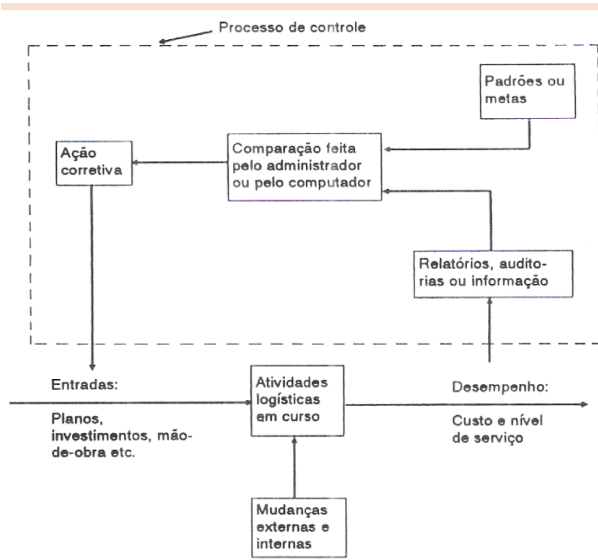 Processo de controle
Padrões ou
metas
Ação
corretiva
Comparação feita
pelo administrador
ou pelo computador
Relatórios, audito-
rias ou informação
Entradas:
Planos,
investimentos, mão-
de-obra etc.
Atividades
logísticas
em curso
Desempenho:
Custo e nível
de serviço
Mudanças
externas e
internas